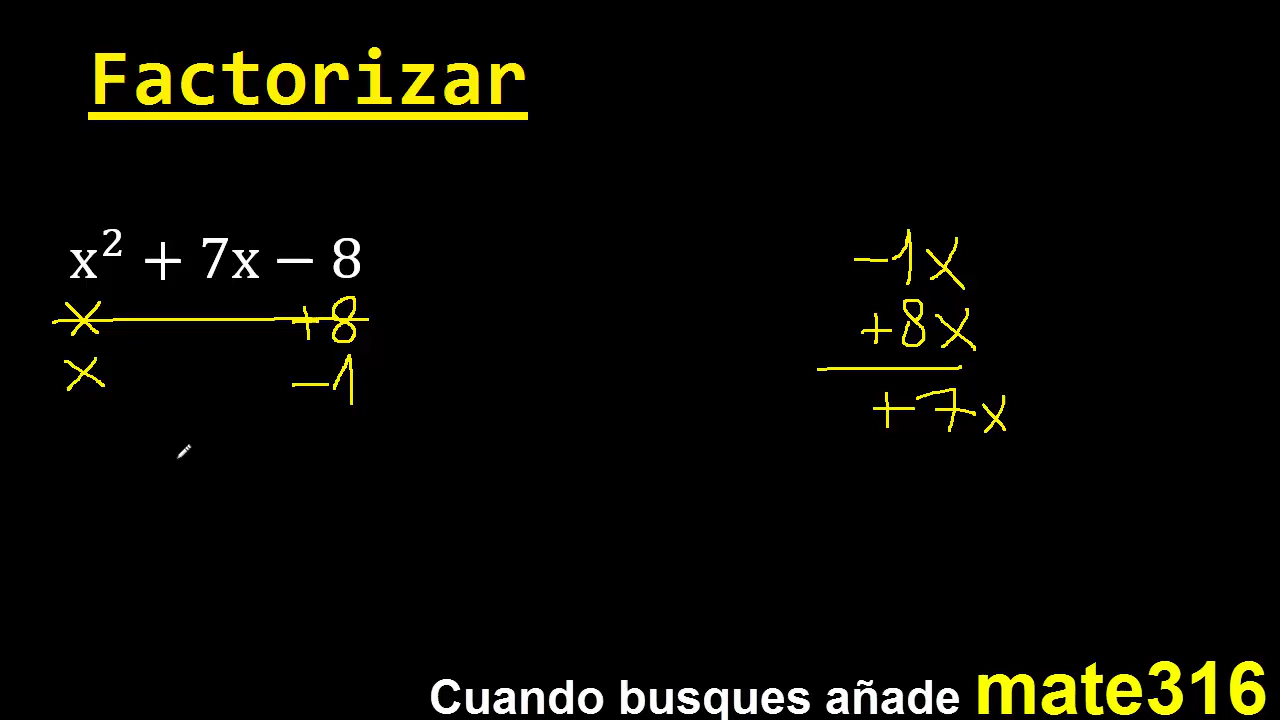 Factorizar
x² + 7x − 8
x +8
x −1
−1x
+8x
+7x
Cuando busques añade mate316